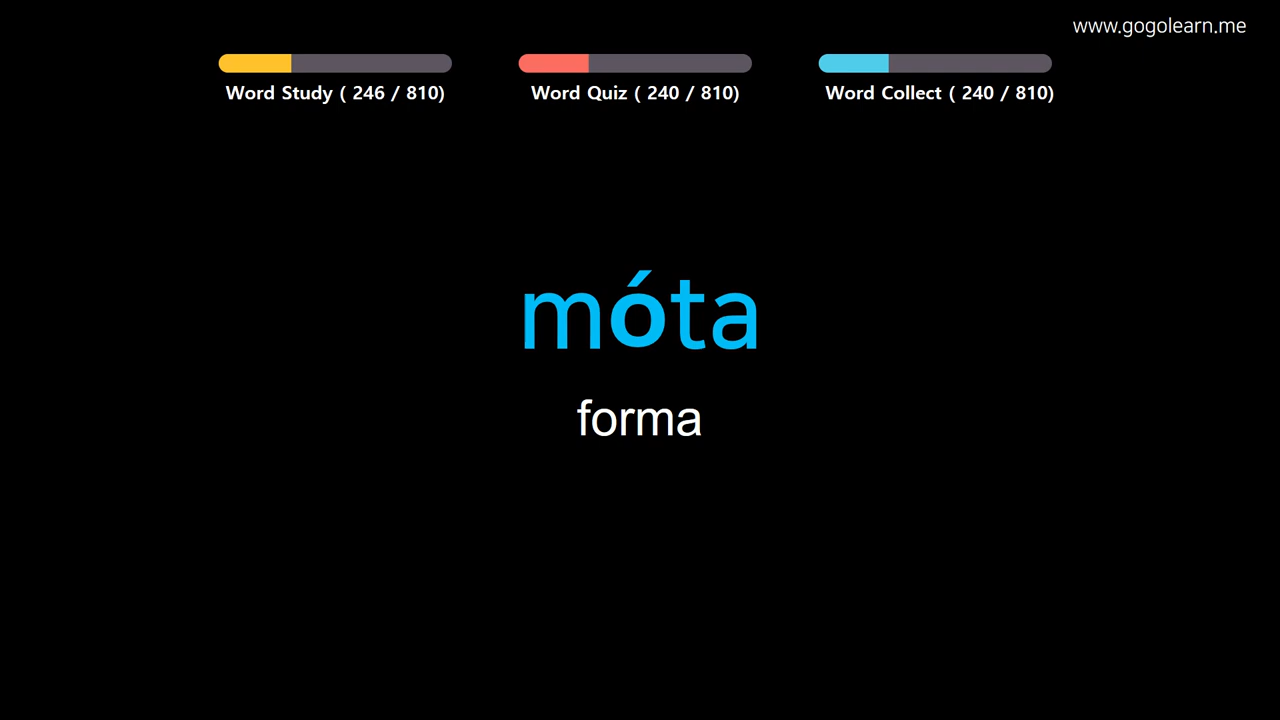 www.gogolearn.me
Word Study ( 246 / 810)
Word Quiz ( 240 / 810)
Word Collect ( 240 / 810)
móta
forma